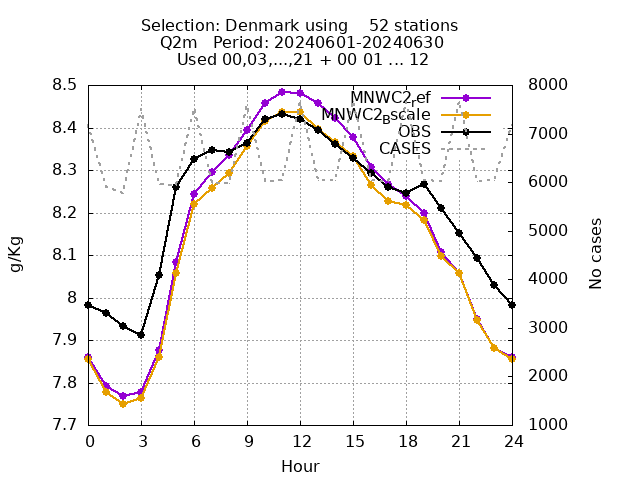 Selection: Denmark using    52 stations
Q2m   Period: 20240601-20240630
Used 00,03,...,21 + 00 01 ... 12
8.5
8.4
8.3
8.2
8.1
8
7.9
7.8
7.7
8000
7000
6000
5000
4000
3000
2000
1000
MNWC2ref
MNWC2Bscale
OBS
CASES
g/Kg
No cases
0 3 6 9 12 15 18 21 24
Hour